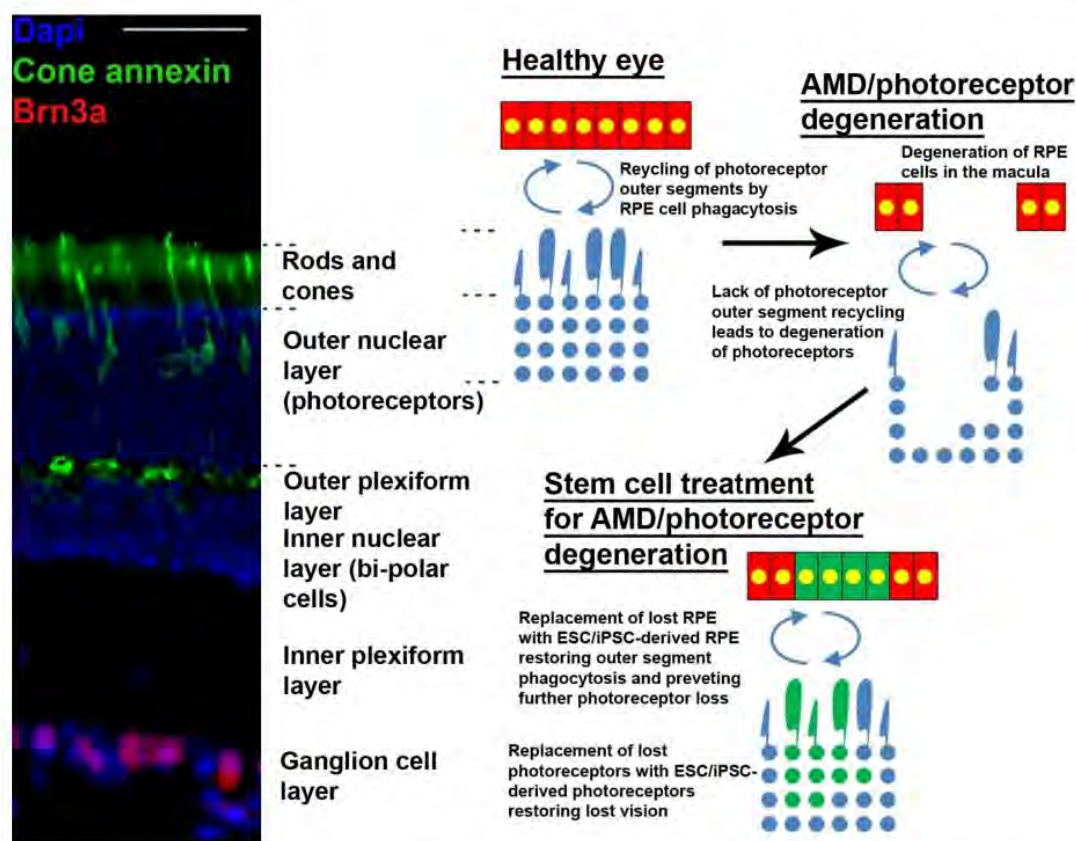 Dapi
Cone annexin
Brn3a
Rods and
cones
Outer nuclear
layer
(photoreceptors)
Outer plexiform
layer
Inner nuclear
layer (bi-polar
cells)
Inner plexiform
layer
Ganglion cell
layer
Healthy eye
Reycling of photoreceptor
outer segments by
RPE cell phagacytosis
AMD/photoreceptor
degeneration
Degeneration of RPE
cells in the macula
Lack of photoreceptor
outer segment recycling
leads to degeneration
of photoreceptors
Stem cell treatment
for AMD/photoreceptor
degeneration
Replacement of lost RPE
with ESC/iPSC-derived RPE
restoring outer segment
phagocytosis and preveting
further photoreceptor loss
Replacement of lost
photoreceptors with ESC/iPSC-
derived photoreceptors
restoring lost vision